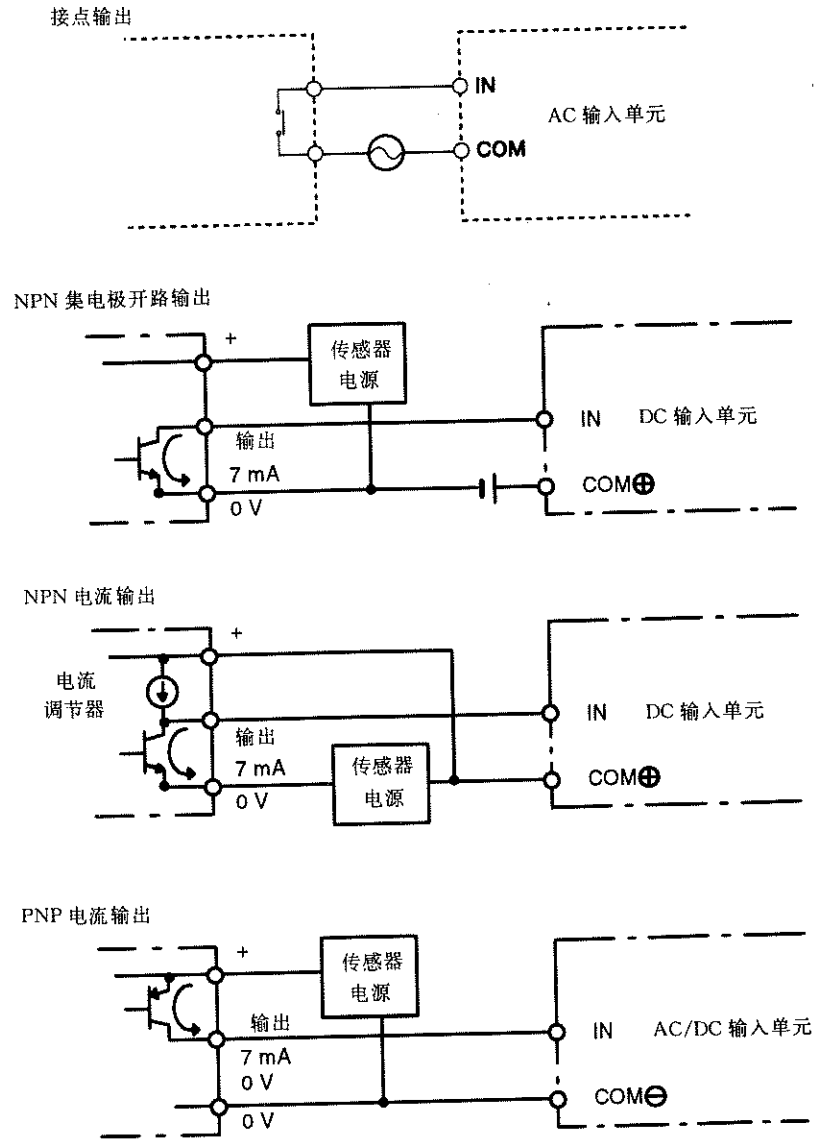 接点输出
IN
AC 输入单元
COM
NPN 集电极开路输出
+
传感器
电源
IN DC 输入单元
输出
7 mA
COM⊕
0 V
NPN 电流输出
+
电流
调节器
IN DC 输入单元
输出
7 mA
传感器
电源
COM⊕
0 V
PNP 电流输出
+
传感器
电源
输出
IN AC/DC 输入单元
7 mA
0 V
COM⊖
0 V